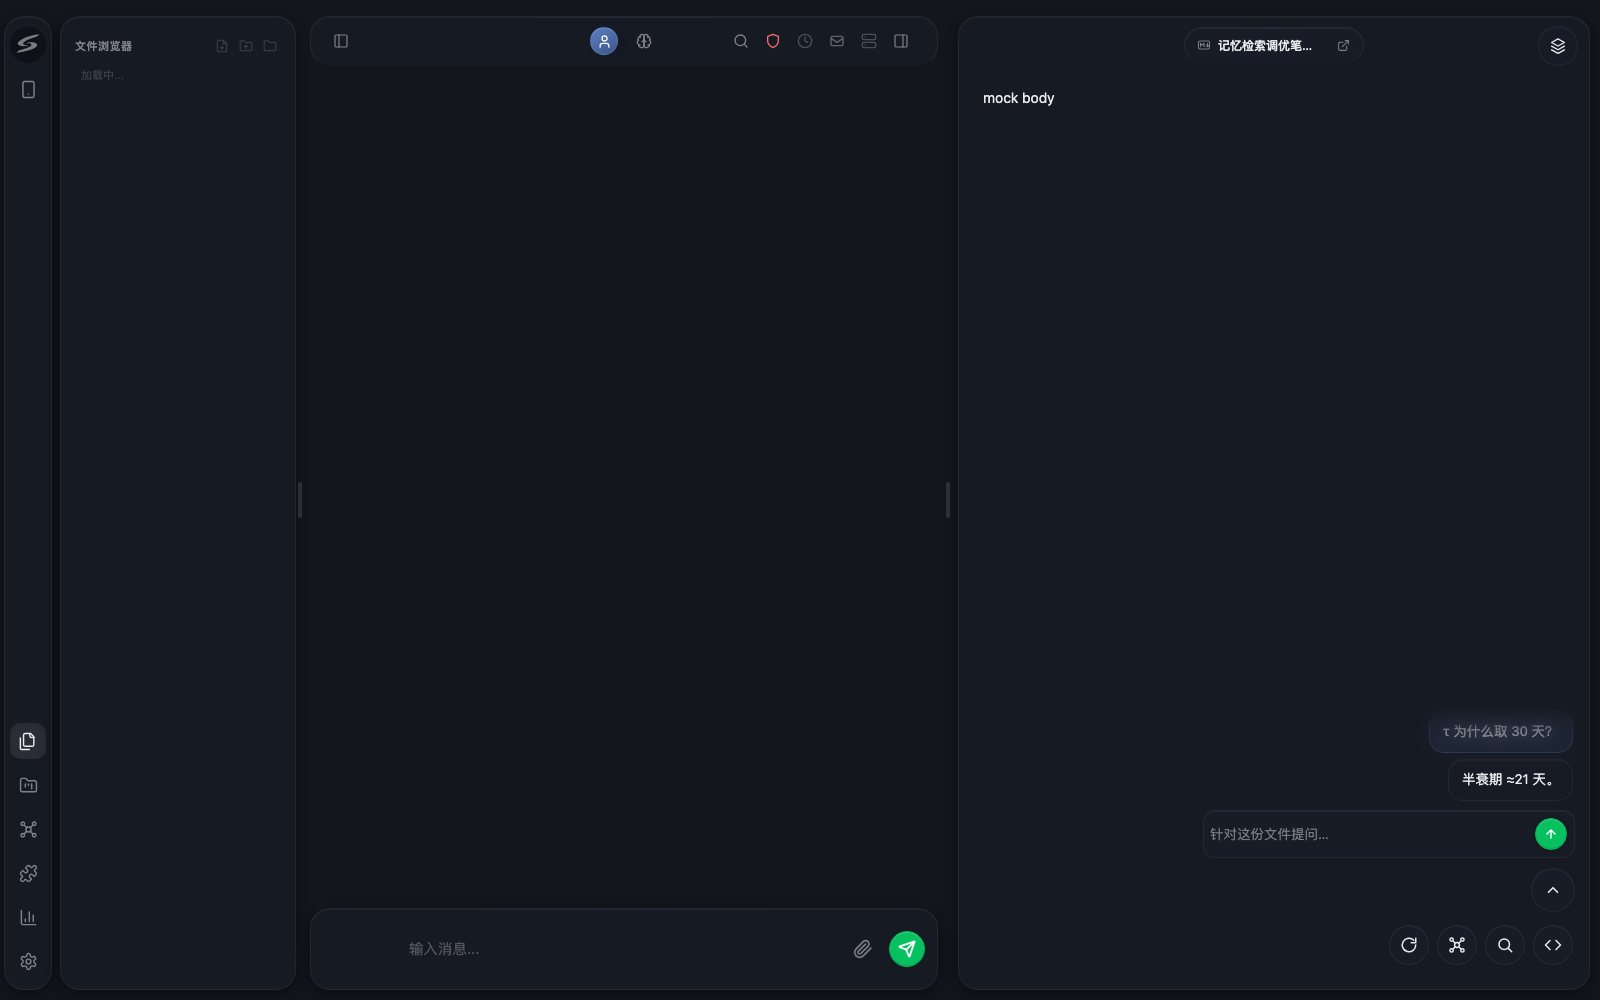 文件浏览器
加载中...
输入消息...
记忆检索调优笔...
mock body
τ 为什么取 30 天?
半衰期 ≈21 天。
针对这份文件提问...